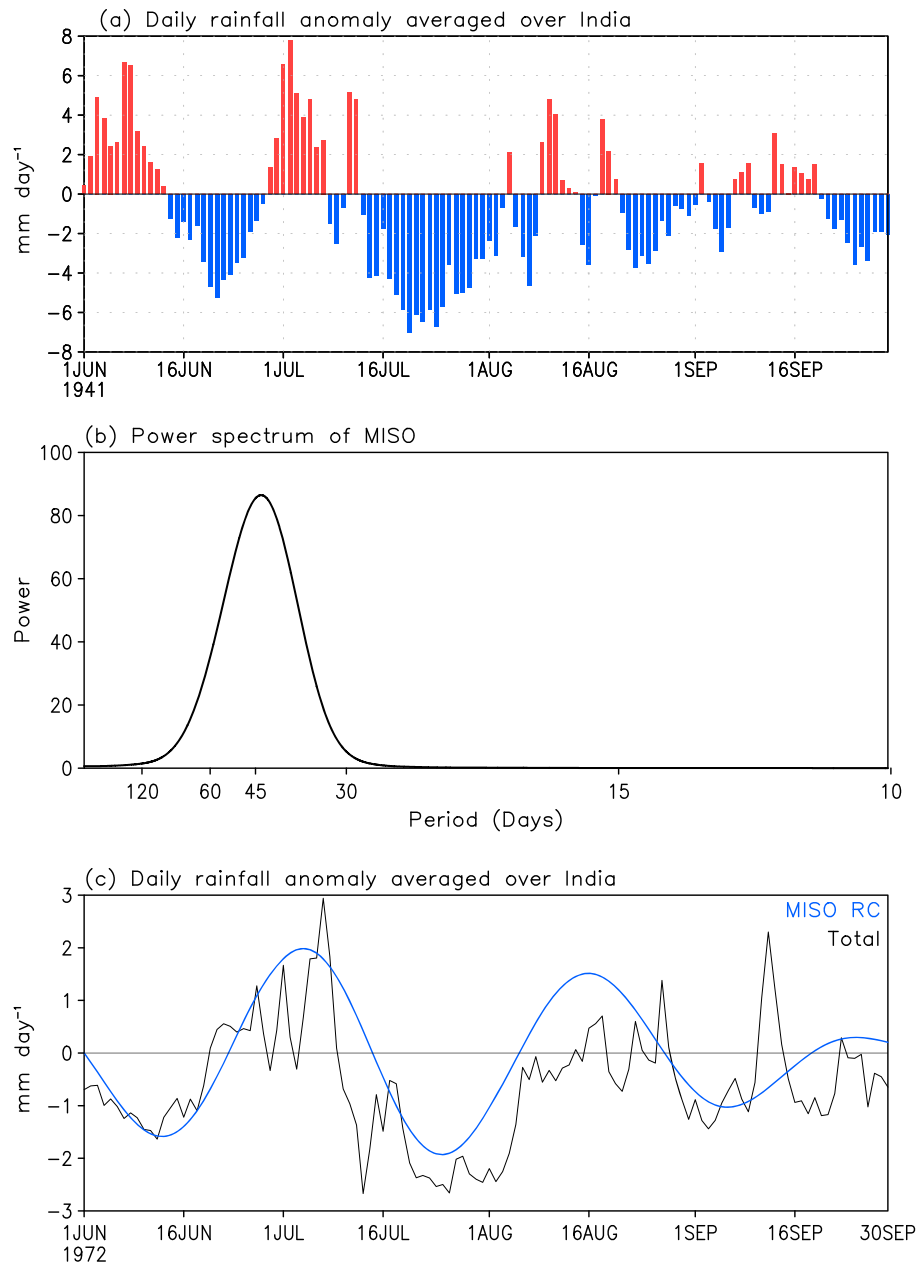 (a) Daily rainfall anomaly averaged over India
8
6
4
2
0
−2
−4
−6
−8
mm day⁻¹
1JUN 16JUN 1JUL 16JUL 1AUG 16AUG 1SEP 16SEP
1941
(b) Power spectrum of MISO
100
80
60
40
20
0
Power
120 60 45 30 15 10
Period (Days)
(c) Daily rainfall anomaly averaged over India
MISO RC
Total
3
2
1
0
−1
−2
−3
mm day⁻¹
1JUN 16JUN 1JUL 16JUL 1AUG 16AUG 1SEP 16SEP 30SEP
1972